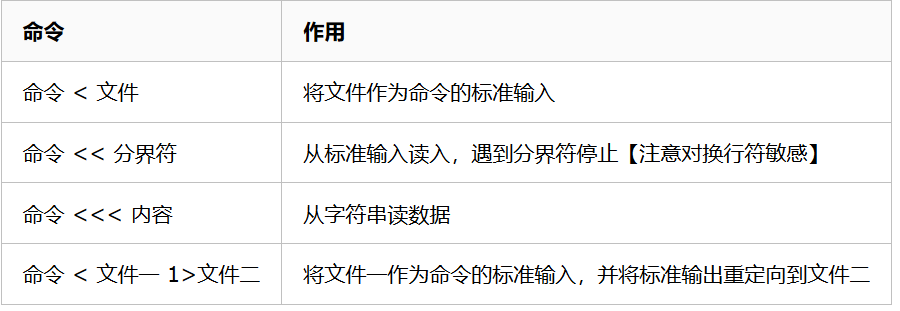 命令 作用
命令 < 文件 将文件作为命令的标准输入
命令 << 分界符 从标准输入读入，遇到分界符停止【注意对换行符敏感】
命令 <<< 内容 从字符串读数据
命令 < 文件一 1>文件二 将文件一作为命令的标准输入，并将标准输出重定向到文件二